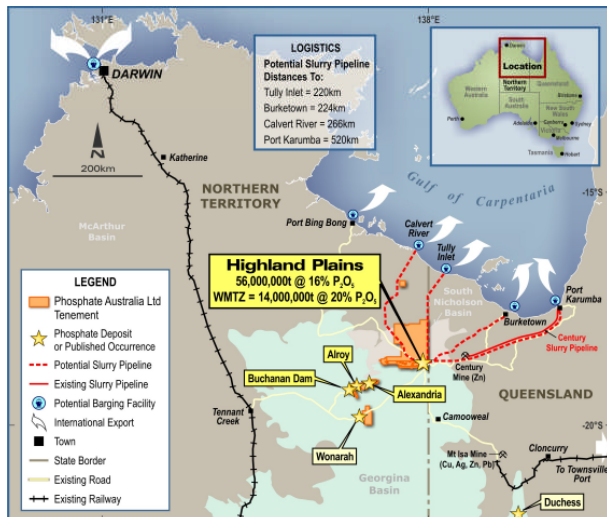 131°E
138°E
LOGISTICS
Potential Slurry Pipeline
Distances To:
Tully Inlet = 220km
Burketown = 224km
Calvert River = 266km
Port Karumba = 520km
Darwin
Location
Western
Australia
Northern
Territory
Queensland
South
Australia
New South
Wales
Victoria
Tasmania
Perth
Adelaide
Canberra
Sydney
Melbourne
Brisbane
Hobart
DARWIN
N
200km
Katherine
NORTHERN
TERRITORY
McArthur
Basin
Gulf of Carpentaria
-15°S
Port Bing Bong
Calvert
River
Tully
Inlet
Highland Plains
56,000,000t @ 16% P₂O₅
WMTZ = 14,000,000t @ 20% P₂O₅
South
Nicholson
Basin
Port
Karumba
Burketown
Century
Slurry Pipeline
Century
Mine (Zn)
LEGEND
Phosphate Australia Ltd
Tenement
Phosphate Deposit
or Published Occurrence
Potential Slurry Pipeline
Existing Slurry Pipeline
Potential Barging Facility
International Export
Town
State Border
Existing Road
Existing Railway
Alroy
Buchanan Dam
Alexandria
Wonarah
Tennant
Creek
Camooweal
QUEENSLAND
-20°S
Cloncurry
Mt Isa Mine
(Cu, Ag, Zn, Pb)
To Townsville
Port
Georgina
Basin
Duchess